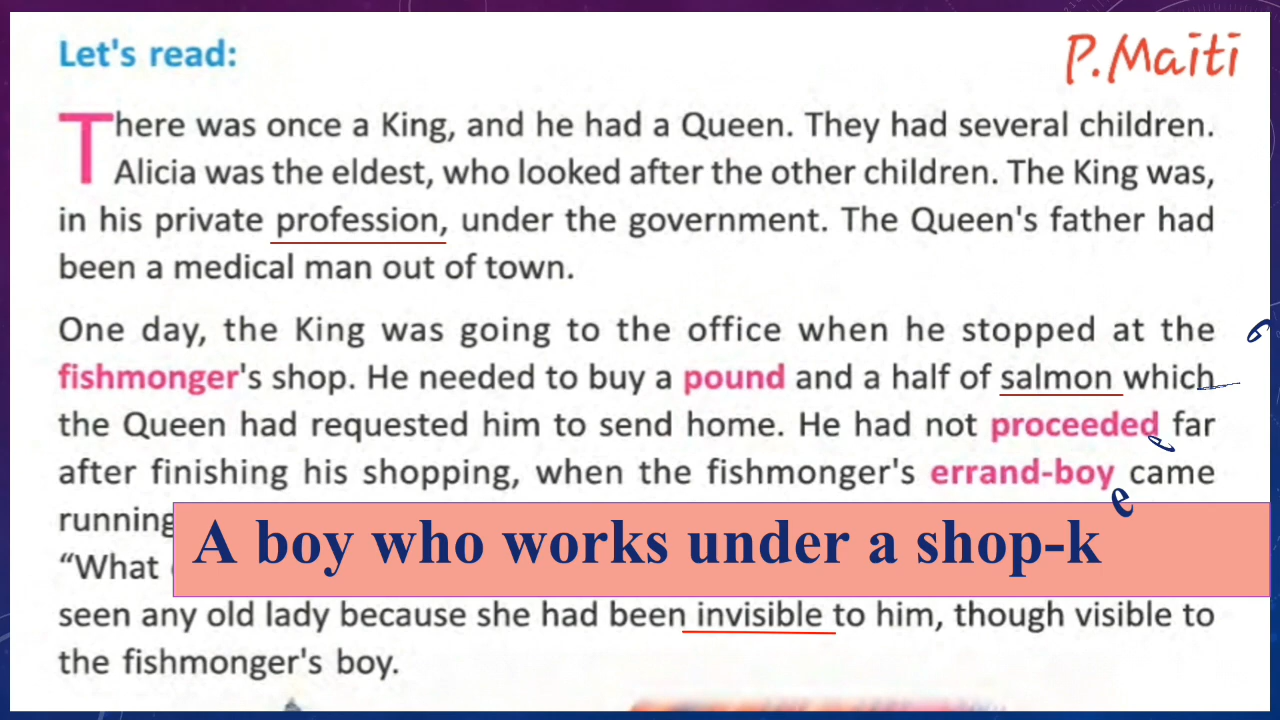 Let's read:
P.Maiti
There was once a King, and he had a Queen. They had several children.
Alicia was the eldest, who looked after the other children. The King was,
in his private profession, under the government. The Queen's father had
been a medical man out of town.
One day, the King was going to the office when he stopped at the
fishmonger's shop. He needed to buy a pound and a half of salmon which
the Queen had requested him to send home. He had not proceeded far
after finishing his shopping, when the fishmonger's errand-boy came
running
A boy who works under a shop-k e
“What
seen any old lady because she had been invisible to him, though visible to
the fishmonger's boy.